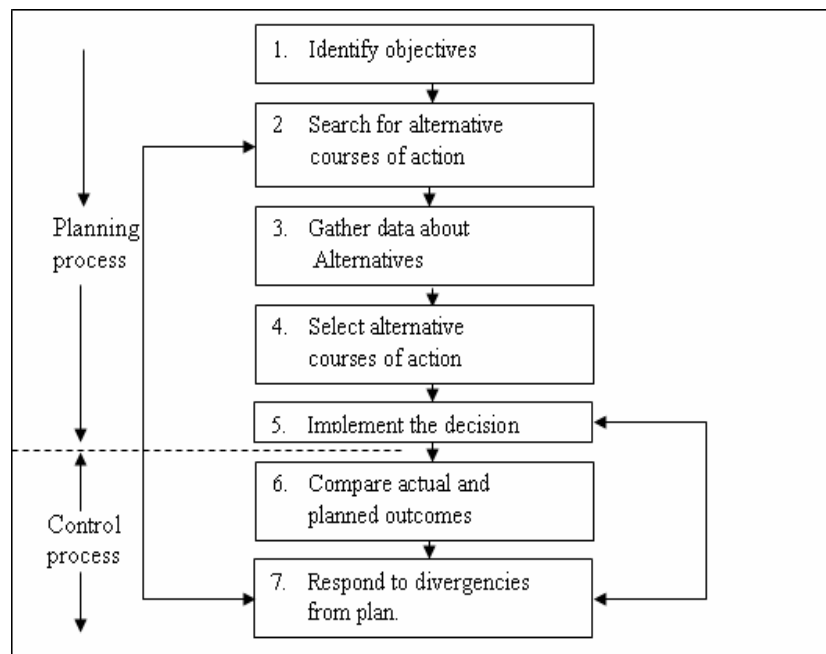 1. Identify objectives
2 Search for alternative
courses of action
3. Gather data about
Alternatives
4. Select alternative
courses of action
5. Implement the decision
6. Compare actual and
planned outcomes
7. Respond to divergencies
from plan.
Planning
process
Control
process